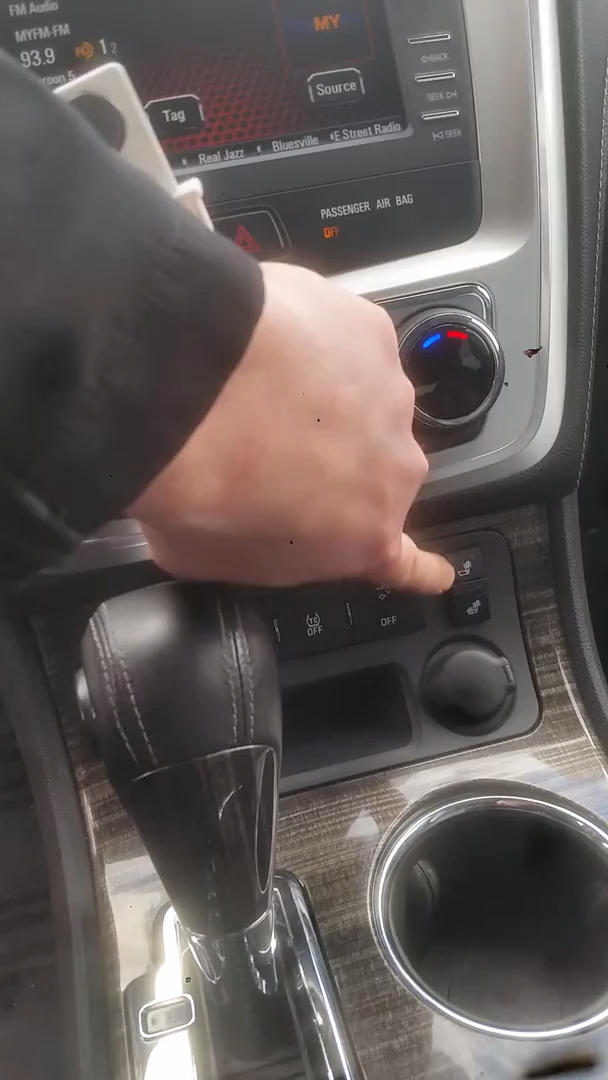 FM Audio
MYFM-FM
MY
93.9
1 2
Tag
Source
BACK
SEEK
SEEK
Real Jazz
Bluesville
E Street Radio
PASSENGER AIR BAG
OFF
TC
OFF
OFF